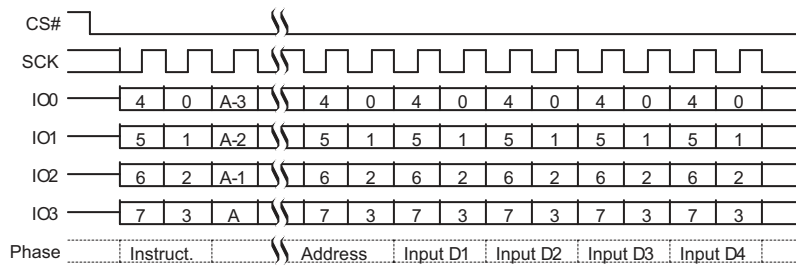 CS#
SCK
IO0 4 0 A-3 4 0 4 0 4 0 4 0 4 0
IO1 5 1 A-2 5 1 5 1 5 1 5 1 5 1
IO2 6 2 A-1 6 2 6 2 6 2 6 2 6 2
IO3 7 3 A 7 3 7 3 7 3 7 3 7 3
Phase Instruct. Address Input D1 Input D2 Input D3 Input D4